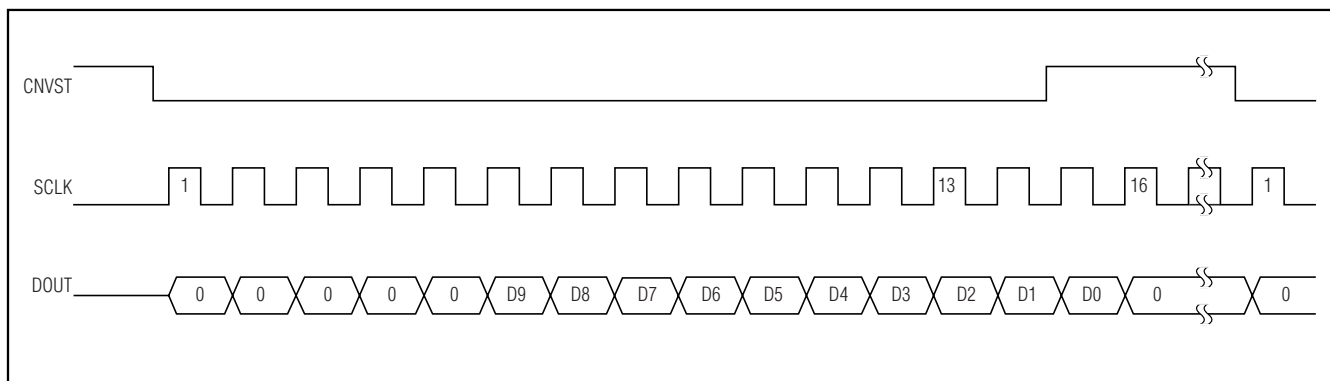 CNVST
SCLK 1 13 16 1
DOUT 0 0 0 0 0 D9 D8 D7 D6 D5 D4 D3 D2 D1 D0 0 0